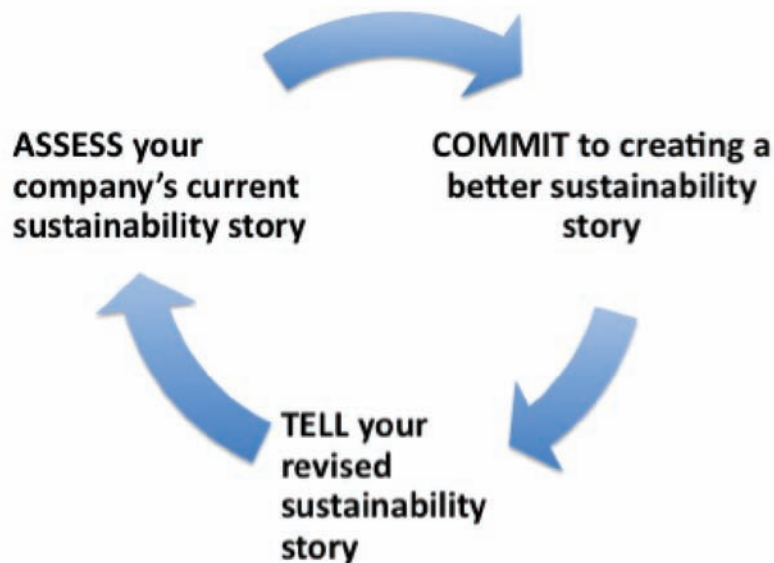 ASSESS your
company's current
sustainability story
COMMIT to creating a
better sustainability
story
TELL your
revised
sustainability
story